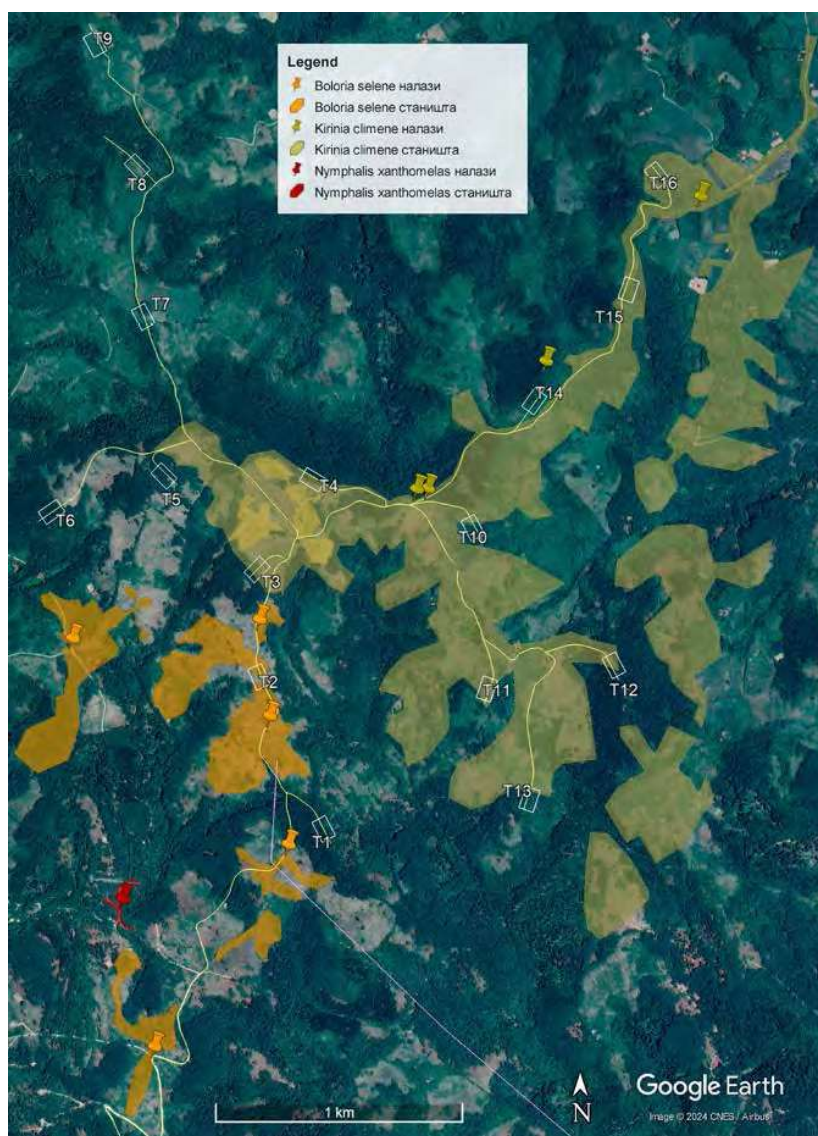 T9
Legend
Boloria selene налази
Boloria selene станишта
Kirinia climene налази
Kirinia climene станишта
Nymphalis xanthomelas налази
Nymphalis xanthomelas станишта
T8
T16
T7
T15
T14
T4
T5
T6
T10
T3
T2
T11
T12
T13
T1
1 km
N
Google Earth
Image © 2024 CNES / Airbus